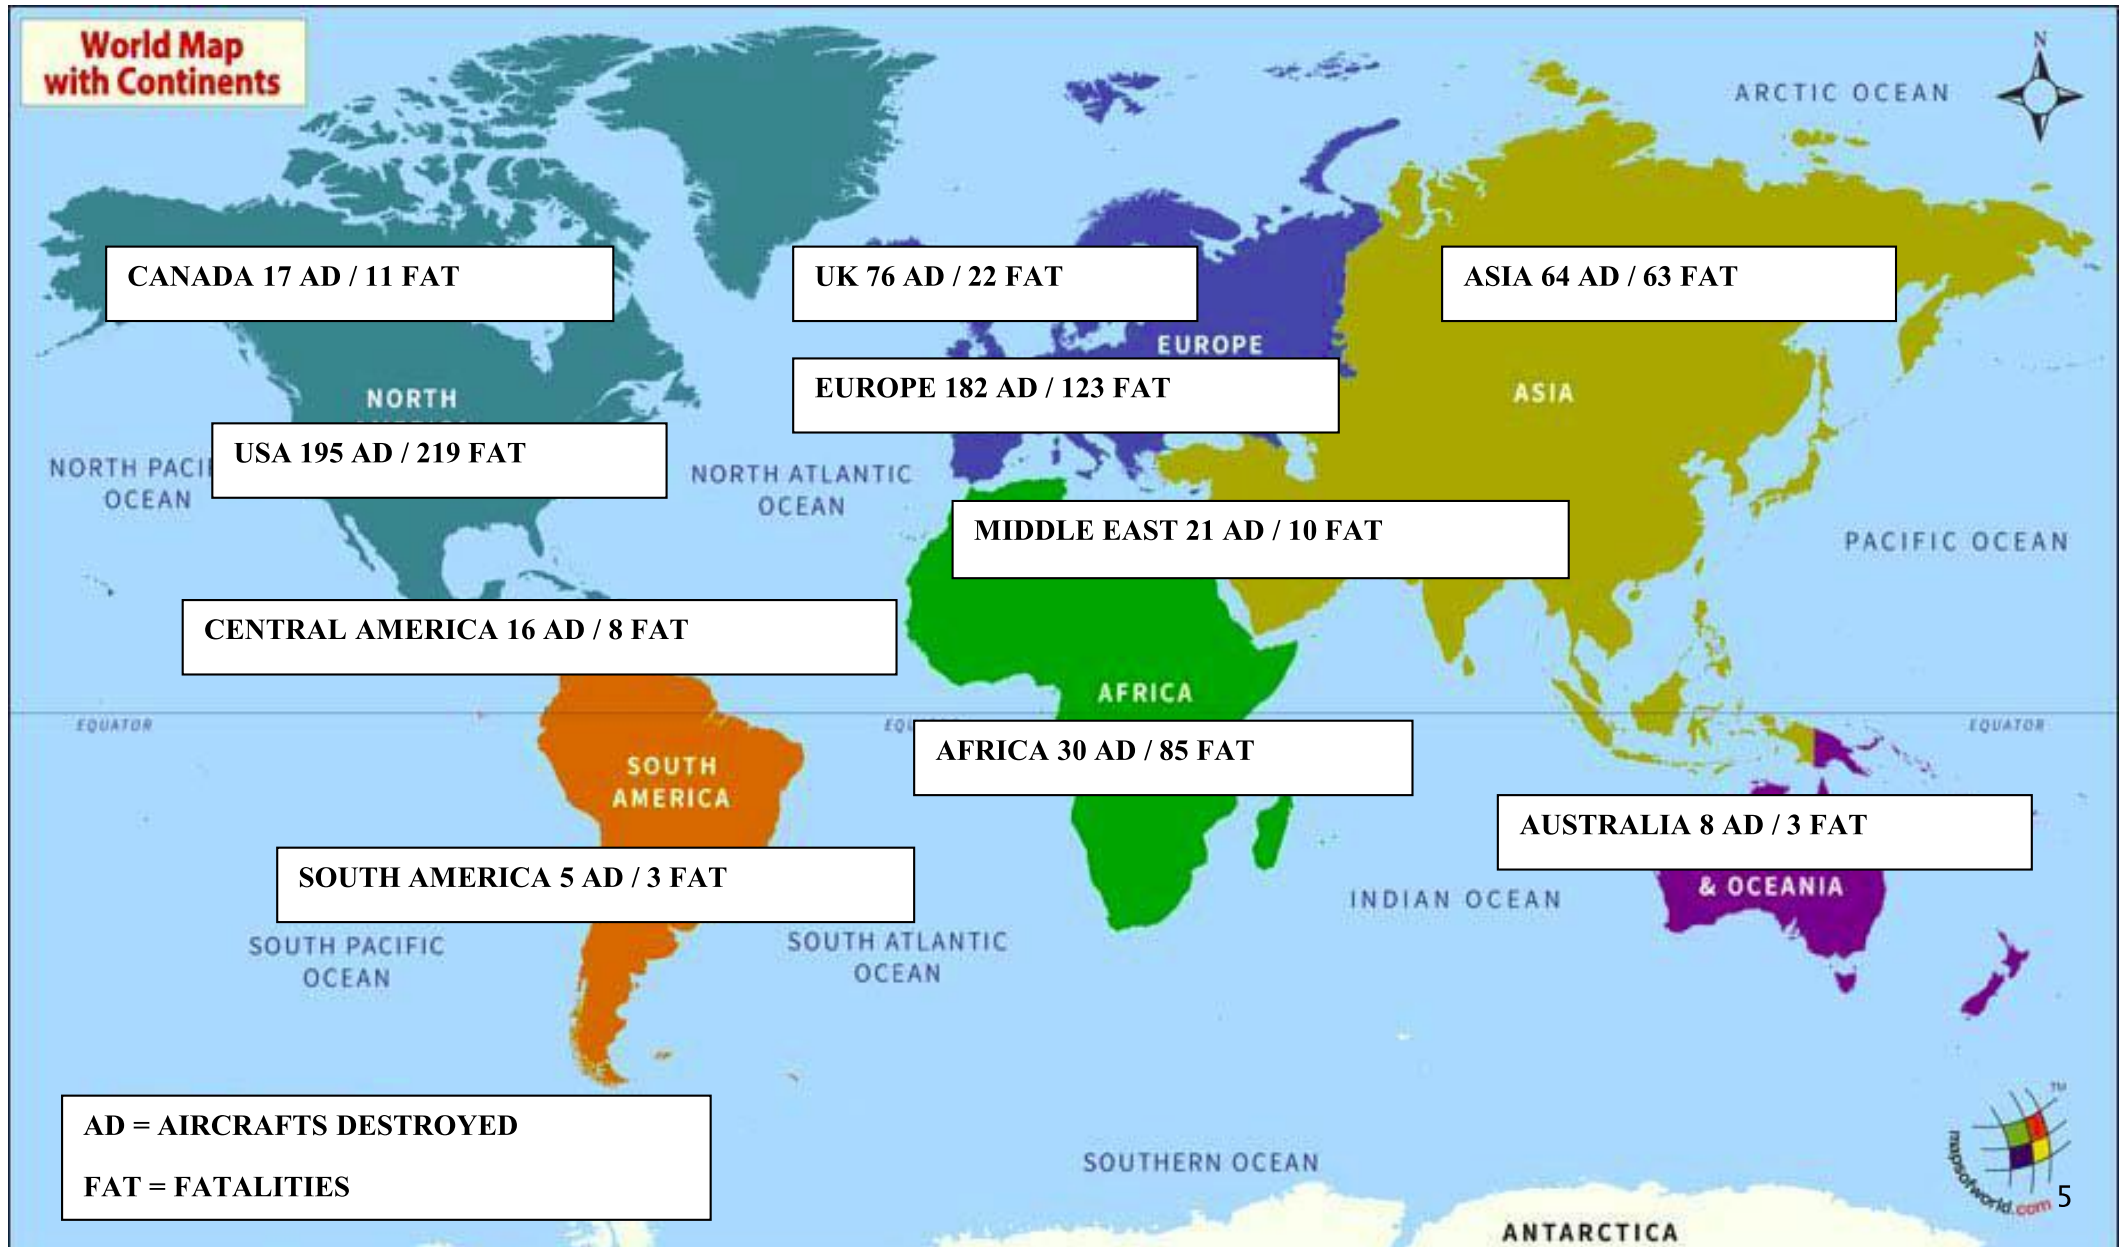 World Map
with Continents
N
ARCTIC OCEAN
CANADA 17 AD / 11 FAT
UK 76 AD / 22 FAT
ASIA 64 AD / 63 FAT
EUROPE
EUROPE 182 AD / 123 FAT
ASIA
NORTH
USA 195 AD / 219 FAT
NORTH PACI
OCEAN
NORTH ATLANTIC
OCEAN
MIDDLE EAST 21 AD / 10 FAT
PACIFIC OCEAN
CENTRAL AMERICA 16 AD / 8 FAT
AFRICA
EQUATOR
EQU
EQUATOR
AFRICA 30 AD / 85 FAT
SOUTH
AMERICA
AUSTRALIA 8 AD / 3 FAT
SOUTH AMERICA 5 AD / 3 FAT
& OCEANIA
INDIAN OCEAN
SOUTH PACIFIC
OCEAN
SOUTH ATLANTIC
OCEAN
AD = AIRCRAFTS DESTROYED
FAT = FATALITIES
SOUTHERN OCEAN
TM
mapsofworld.com
5
ANTARCTICA